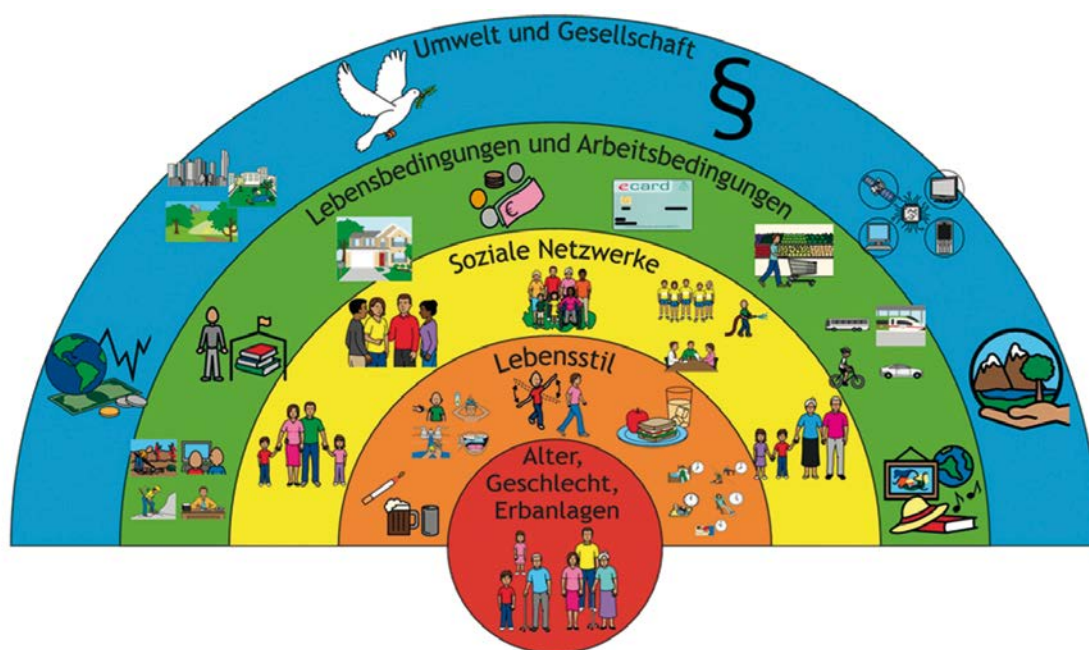 Umwelt und Gesellschaft
§
Lebensbedingungen und Arbeitsbedingungen
€
ecard
Soziale Netzwerke
Lebensstil
Alter,
Geschlecht,
Erbanlagen